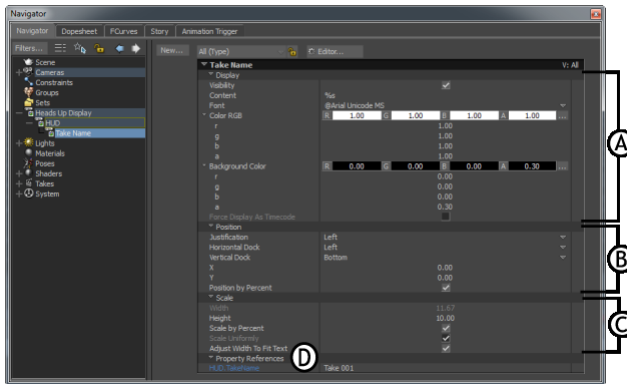 Navigator
Navigator Dopesheet FCurves Story Animation Trigger
Filters... New... All (Type) Editor...
Take Name V: All
Scene
Cameras
Constraints
Groups
Sets
Heads Up Display
HUD
Take Name
Lights
Materials
Poses
Shaders
Takes
System
Display
Visibility
Content %s
Font @Arial Unicode MS
Color RGB R 1.00 G 1.00 B 1.00 A 1.00 ...
r 1.00
g 1.00
b 1.00
a 1.00
Background Color R 0.00 G 0.00 B 0.00 A 0.30 ...
r 0.00
g 0.00
b 0.00
a 0.30
Force Display As Timecode
A
Position
Justification Left
Horizontal Dock Left
Vertical Dock Bottom
X 0.00
Y 0.00
Position by Percent
B
Scale
Width 11.67
Height 10.00
Scale by Percent
Scale Uniformly
Adjust Width To Fit Text
C
Property References
D
HUD.TakeName Take 001